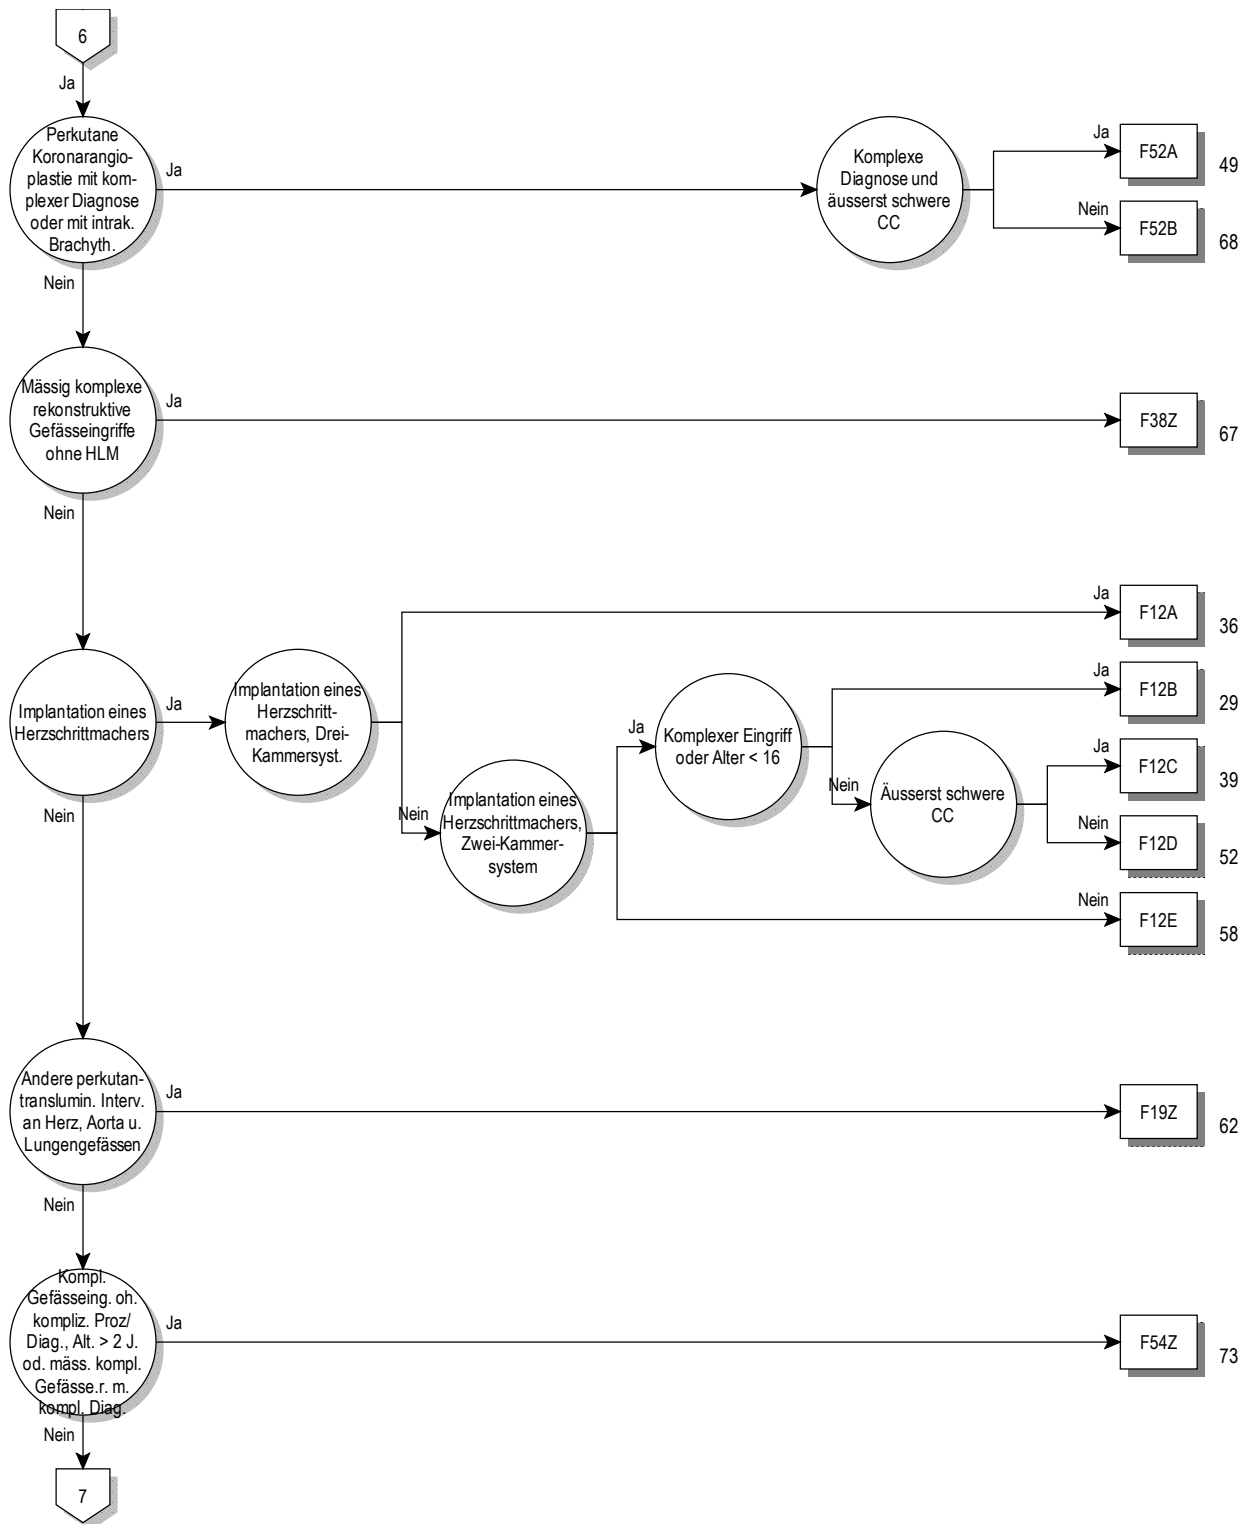 6
Ja
Perkutane
Koronarangio-
plastie mit kom-
plexer Diagnose
oder mit intrak.
Brachyth.
Ja
Komplexe
Diagnose und
äusserst schwere
CC
Ja
F52A
49
Nein
F52B
68
Nein
Mässig komplexe
rekonstruktive
Gefässeingriffe
ohne HLM
Ja
F38Z
67
Nein
Implantation eines
Herzschrittmachers
Ja
Implantation eines
Herzschritt-
machers, Drei-
Kammersyst.
Ja
F12A
36
Nein
Implantation eines
Herzschrittmachers,
Zwei-Kammer-
system
Ja
Komplexer Eingriff
oder Alter < 16
Ja
F12B
29
Nein
Äusserst schwere
CC
Ja
F12C
39
Nein
F12D
52
Nein
F12E
58
Nein
Andere perkutan-
translumin. Interv.
an Herz, Aorta u.
Lungengefässen
Ja
F19Z
62
Nein
Kompl.
Gefässeing. oh.
kompliz. Proz/
Diag., Alt. > 2 J.
od. mäss. kompl.
Gefässe.r. m.
kompl. Diag.
Ja
F54Z
73
Nein
7